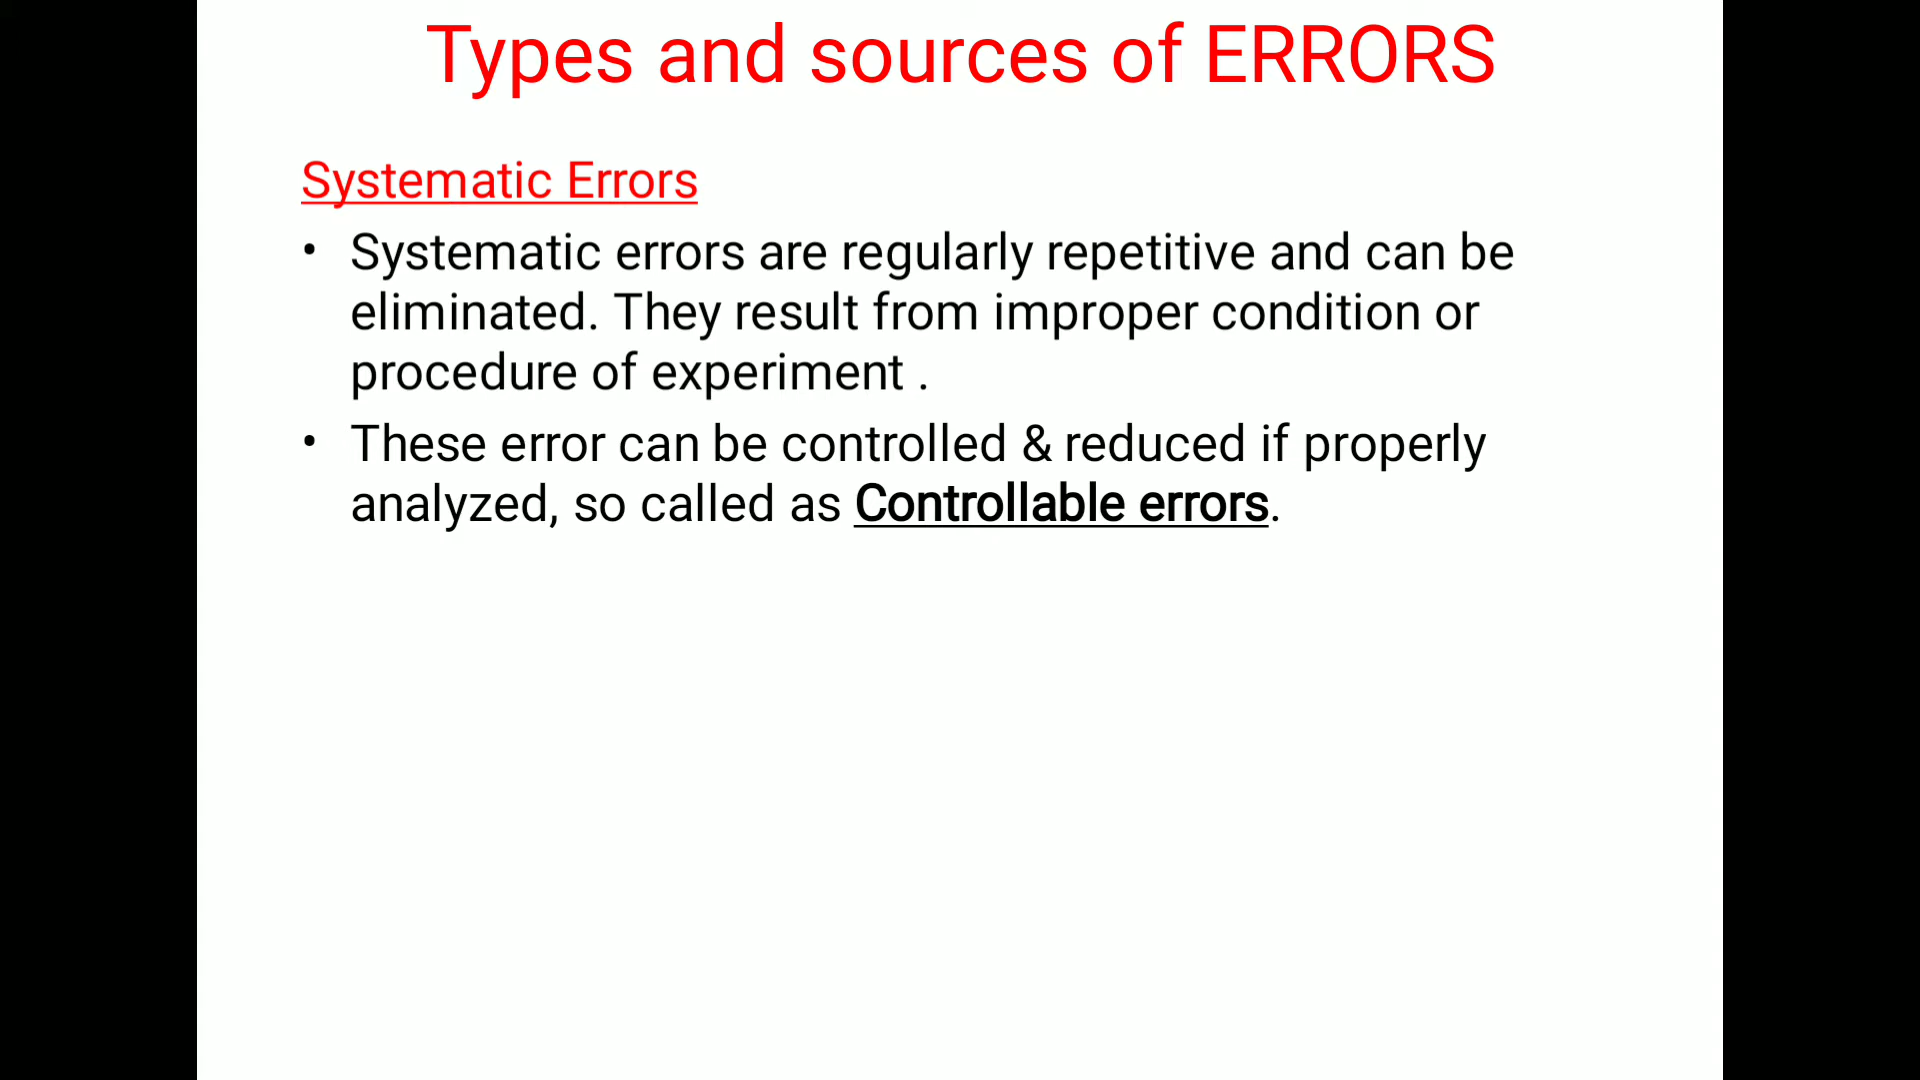 Types and sources of ERRORS
Systematic Errors
• Systematic errors are regularly repetitive and can be
eliminated. They result from improper condition or
procedure of experiment .
• These error can be controlled & reduced if properly
analyzed, so called as Controllable errors.